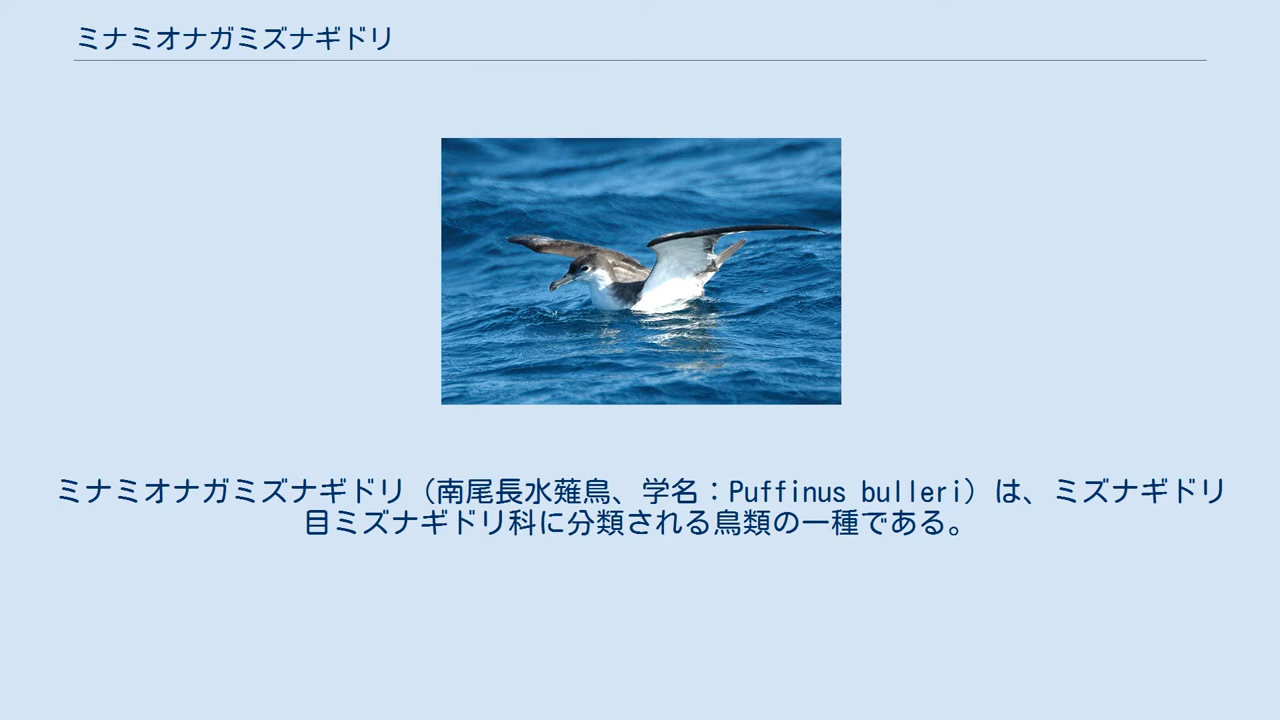 ミナミオナガミズナギドリ
ミナミオナガミズナギドリ（南尾長水薙鳥、学名：Puffinus bulleri）は、ミズナギドリ
目ミズナギドリ科に分類される鳥類の一種である。